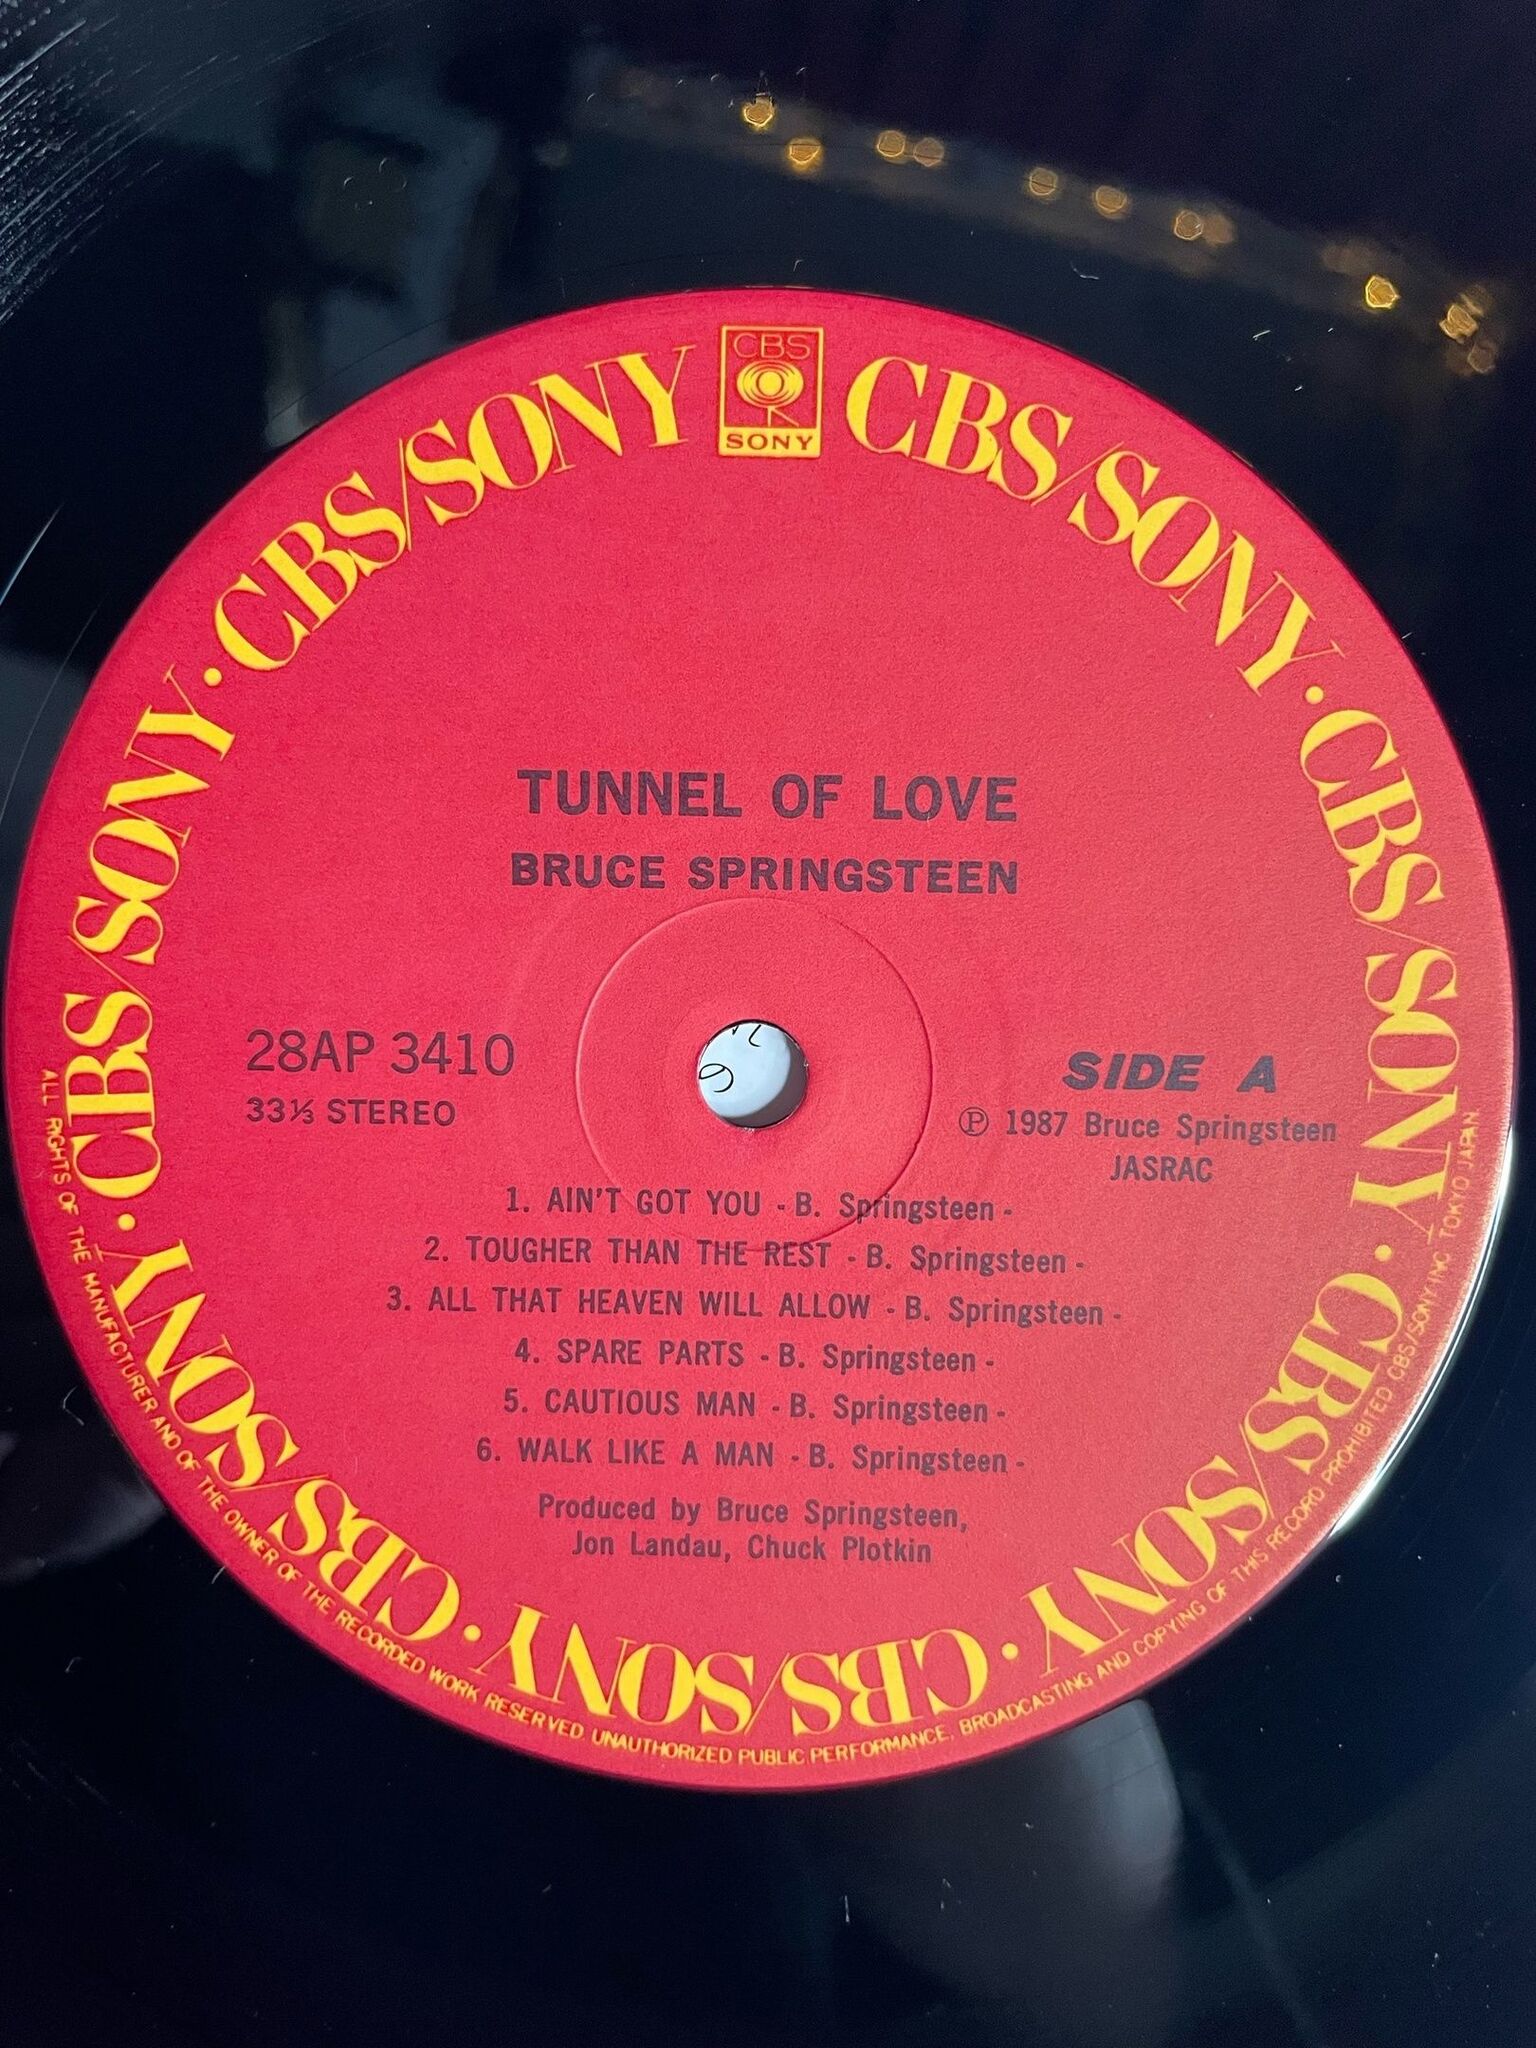 CBS
SONY
CBS/SONY · CBS/SONY · CBS/SONY · CBS/SONY · CBS/SONY · CBS/SONY · CBS/SONY
TUNNEL OF LOVE
BRUCE SPRINGSTEEN
28AP 3410
33⅓ STEREO
SIDE A
℗ 1987 Bruce Springsteen
JASRAC
1. AIN'T GOT YOU - B. Springsteen -
2. TOUGHER THAN THE REST - B. Springsteen -
3. ALL THAT HEAVEN WILL ALLOW - B. Springsteen -
4. SPARE PARTS - B. Springsteen -
5. CAUTIOUS MAN - B. Springsteen -
6. WALK LIKE A MAN - B. Springsteen -
Produced by Bruce Springsteen,
Jon Landau, Chuck Plotkin
ALL RIGHTS OF THE MANUFACTURER AND OF THE OWNER OF THE RECORDED WORK RESERVED. UNAUTHORIZED PUBLIC PERFORMANCE, BROADCASTING AND COPYING OF THIS RECORD PROHIBITED CBS/SONY INC. TOKYO JAPAN